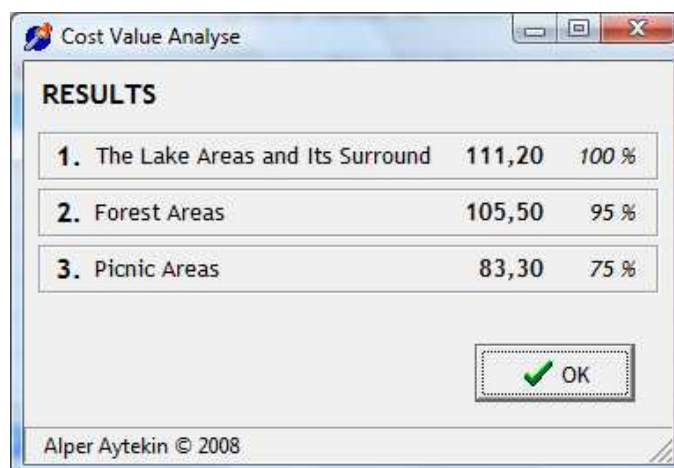 Cost Value Analyse
RESULTS
1. The Lake Areas and Its Surround 111,20 100 %
2. Forest Areas 105,50 95 %
3. Picnic Areas 83,30 75 %
OK
Alper Aytekin © 2008